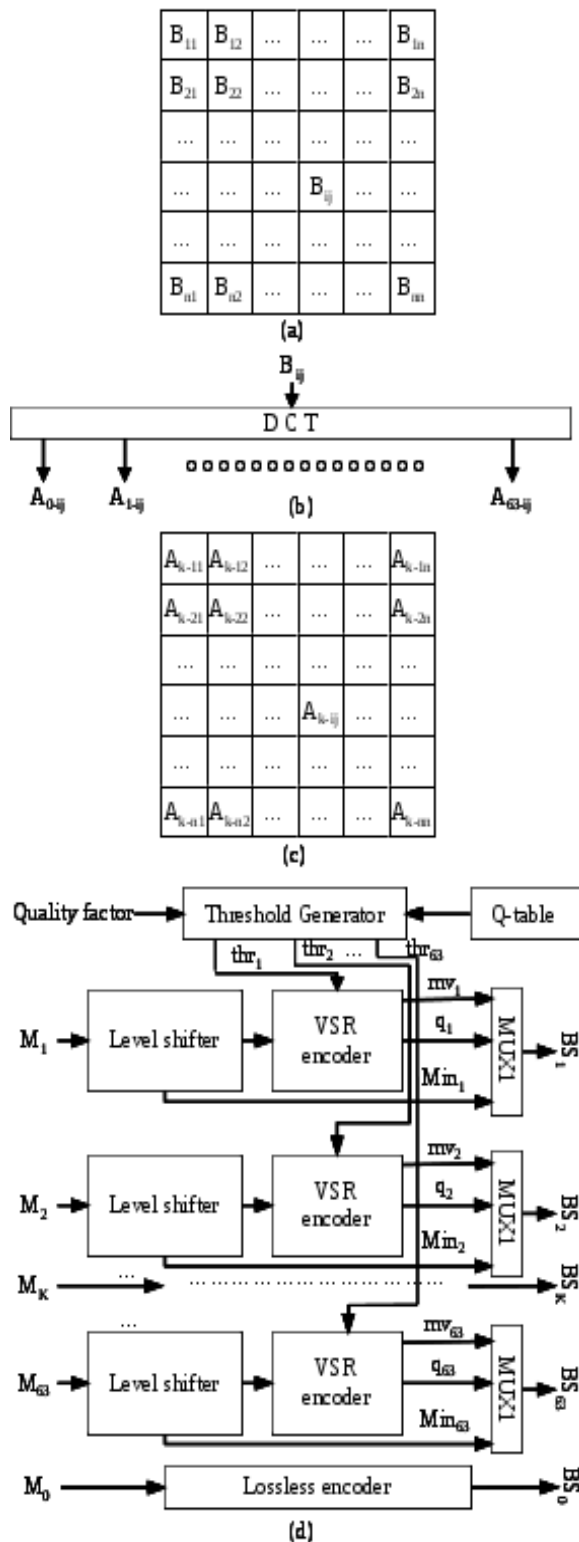 B11 B12 ... ... ... B1n
B21 B22 ... ... ... B2n
... ... ... ... ... ...
... ... ... Bij ... ...
... ... ... ... ... ...
Bn1 Bn2 ... ... ... Bnn
(a)
Bij
D C T
A0-ij A1-ij A63-ij
(b)
Ak-11 Ak-12 ... ... ... Ak-1n
Ak-21 Ak-22 ... ... ... Ak-2n
... ... ... ... ... ...
... ... ... Ak-ij ... ...
... ... ... ... ... ...
Ak-n1 Ak-n2 ... ... ... Ak-nn
(c)
Quality factor Threshold Generator Q-table
thr1 thr2 ... thr63
M1 Level shifter VSR encoder mv1 q1 Min1 MUX1 BS1
M2 Level shifter VSR encoder mv2 q2 Min2 MUX1 BS2
MK ... ........................ BSK
...
M63 Level shifter VSR encoder mv63 q63 Min63 MUX1 BS63
M0 Lossless encoder BS0
(d)